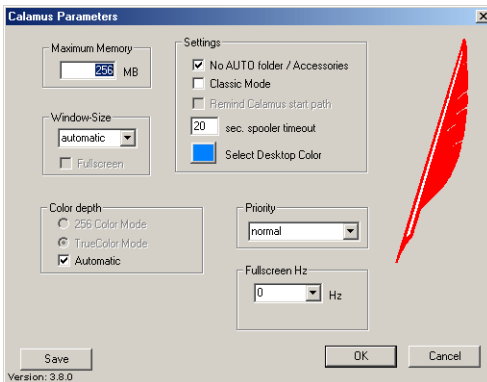 Calamus Parameters
Maximum Memory
256 MB
Window-Size
automatic
Fullscreen
Settings
No AUTO folder / Accessories
Classic Mode
Remind Calamus start path
20 sec. spooler timeout
Select Desktop Color
Color depth
256 Color Mode
TrueColor Mode
Automatic
Priority
normal
Fullscreen Hz
0 Hz
Save
OK
Cancel
Version: 3.8.0